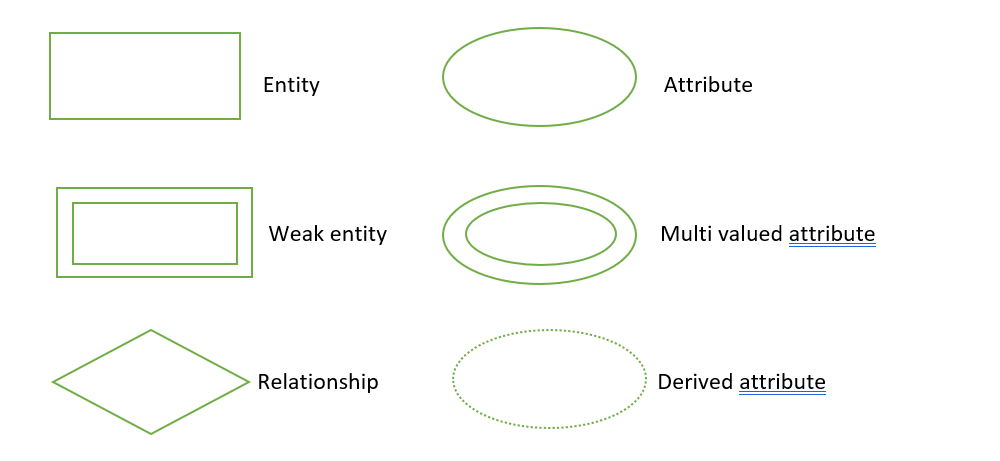 Entity
Attribute
Weak entity
Multi valued attribute
Relationship
Derived attribute